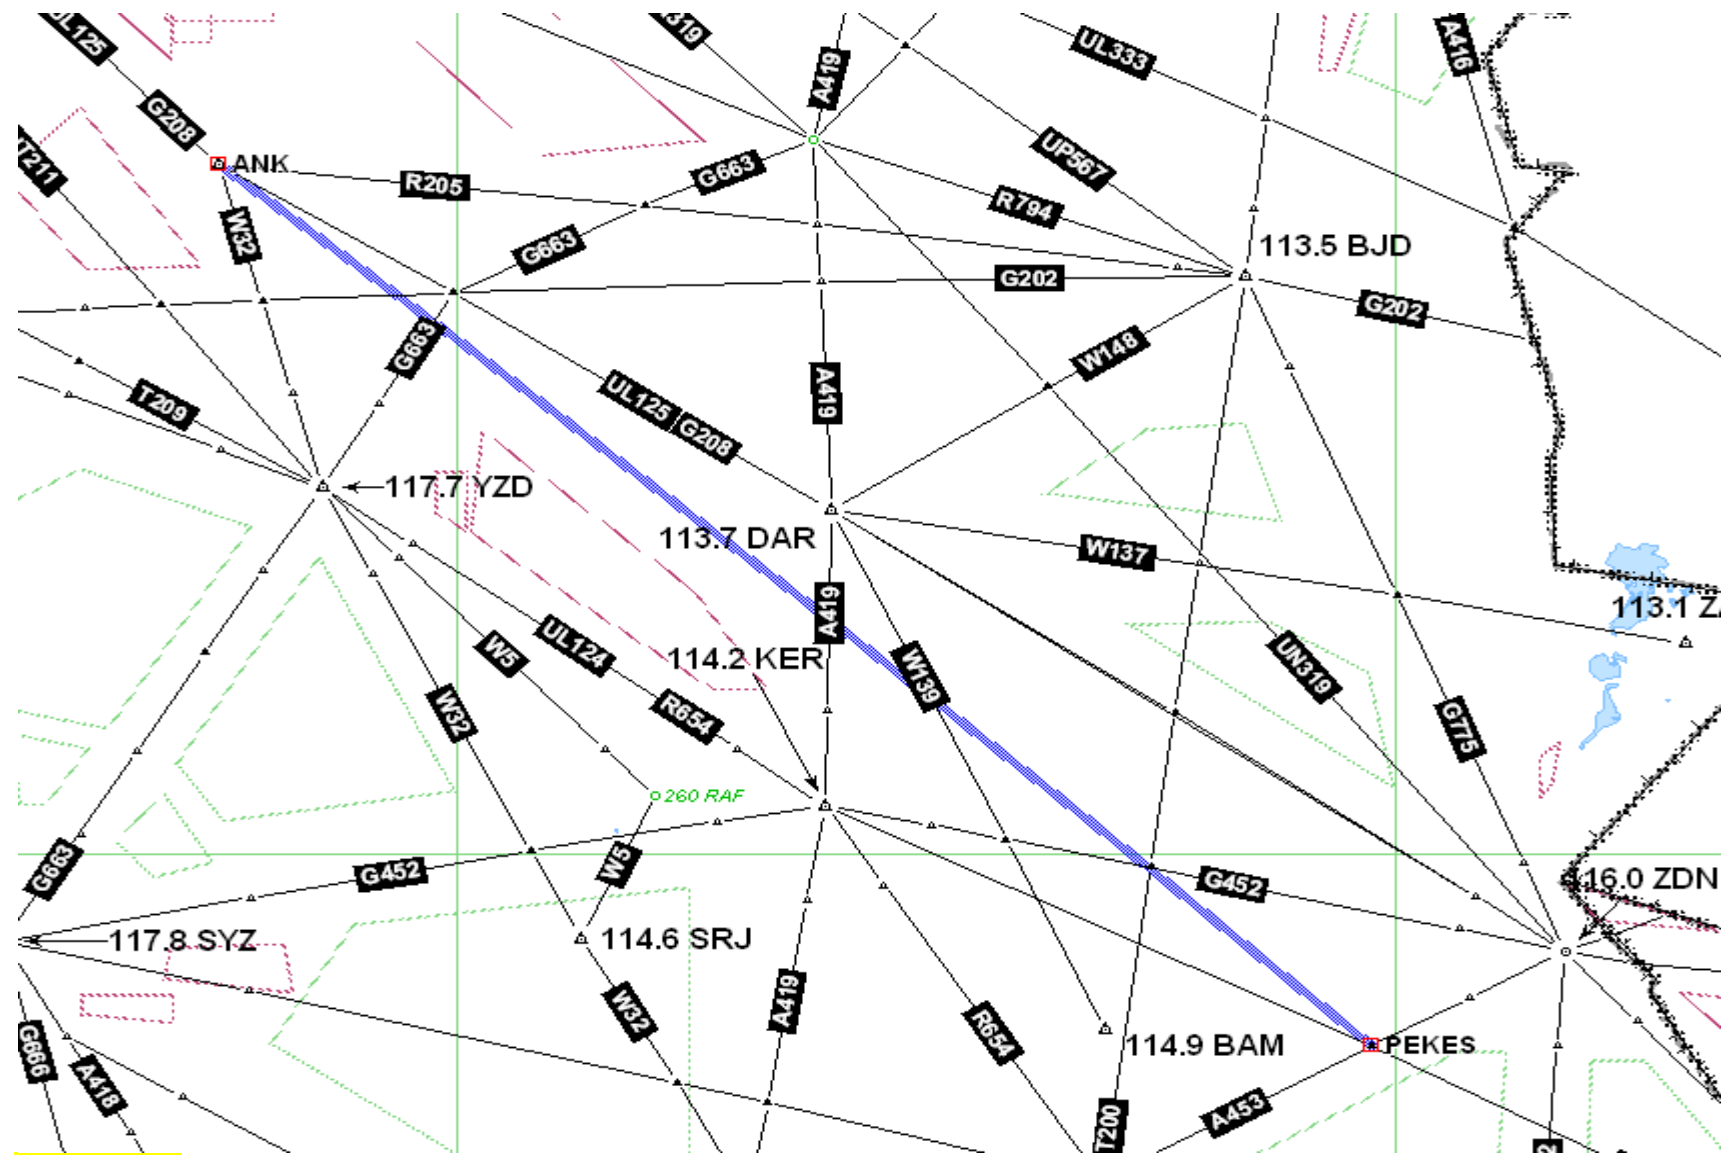 UL125
319
A419
UL333
A416
G208
T211
ANK
R205
G663
UP567
R794
W32
G663
113.5 BJD
G202
G202
G663
W148
T209
UL125
G208
A419
117.7 YZD
113.7 DAR
W137
A419
113.1 Z
W5
UL124
114.2 KER
W139
UN319
W32
R654
G775
260 RAF
G663
G452
W5
G452
116.0 ZDN
117.8 SYZ
114.6 SRJ
A419
W32
R654
114.9 BAM
PEKES
G666
A418
T200
A453
2